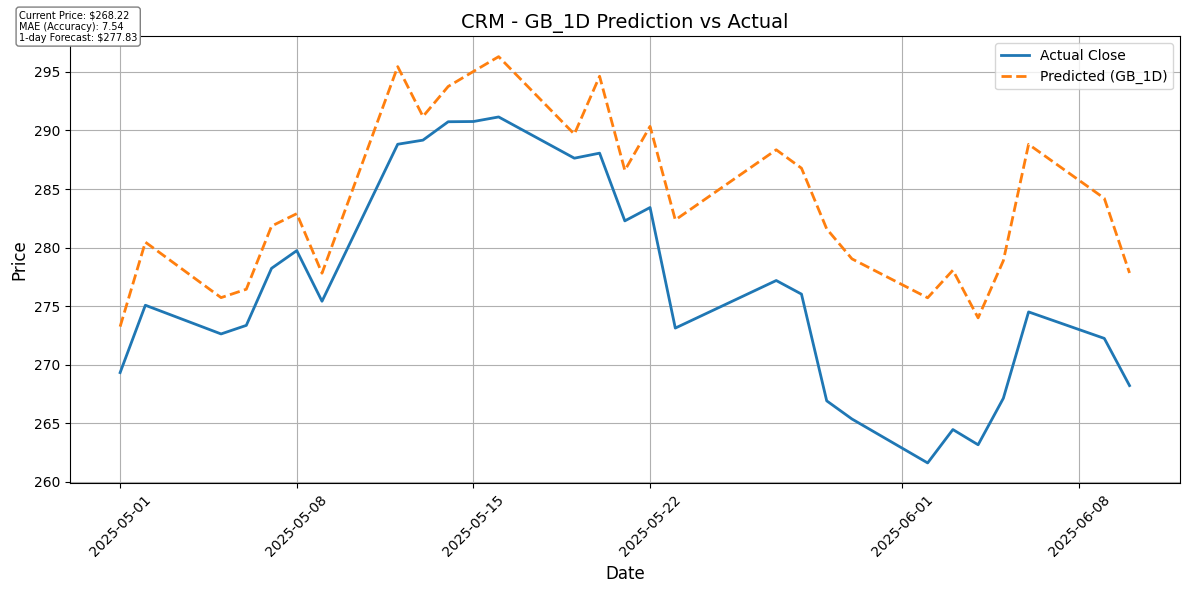 CRM - GB_1D Prediction vs Actual
Current Price: $268.22
MAE (Accuracy): 7.54
1-day Forecast: $277.83
Actual Close
Predicted (GB_1D)
Price
295
290
285
280
275
270
265
260
2025-05-01
2025-05-08
2025-05-15
2025-05-22
2025-06-01
2025-06-08
Date